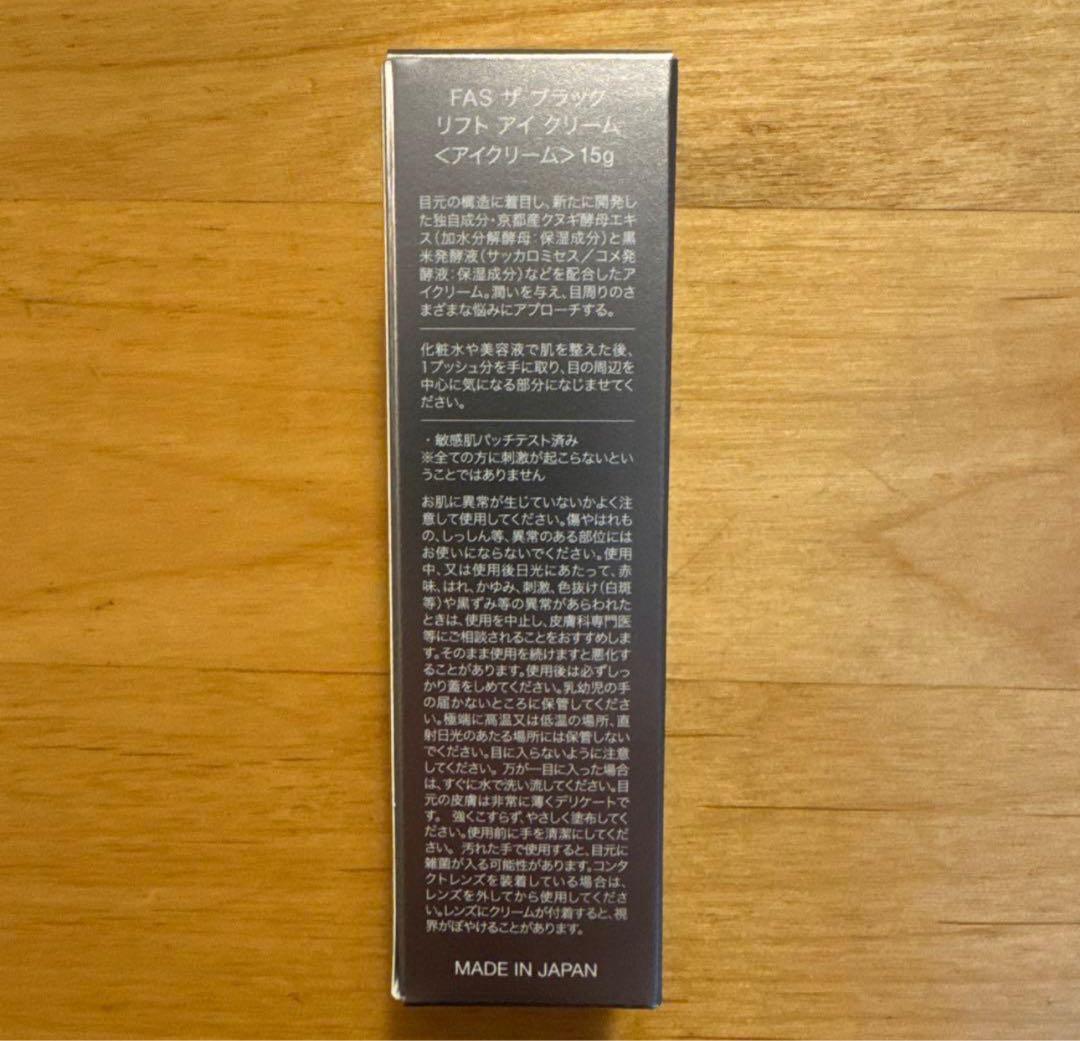 FAS ザ ブラック
リフト アイ クリーム
＜アイクリーム＞15g
目元の構造に着目し、新たに開発し
た独自成分・京都産クヌギ酵母エキ
ス（加水分解酵母：保湿成分）と黒
米発酵液（サッカロミセス／コメ発
酵液：保湿成分）などを配合したア
イクリーム。潤いを与え、目周りのさ
まざまな悩みにアプローチする。
化粧水や美容液で肌を整えた後、
1プッシュ分を手に取り、目の周辺を
中心に気になる部分になじませてく
ださい。
・敏感肌パッチテスト済み
※全ての方に刺激が起こらないとい
うことではありません
お肌に異常が生じていないかよく注
意して使用してください。傷やはれも
の、しっしん等、異常のある部位には
お使いにならないでください。使用
中、又は使用後日光にあたって、赤
味、はれ、かゆみ、刺激、色抜け（白斑
等）や黒ずみ等の異常があらわれた
ときは、使用を中止し、皮膚科専門医
等にご相談されることをおすすめしま
す。そのまま使用を続けますと悪化す
ることがあります。使用後は必ずしっ
かり蓋をしめてください。乳幼児の手
の届かないところに保管してくださ
い。極端に高温又は低温の場所、直
射日光のあたる場所には保管しない
でください。目に入らないように注意
してください。万が一目に入った場合
は、すぐに水で洗い流してください。目
元の皮膚は非常に薄くデリケートで
す。 強くこすらず、やさしく塗布してく
ださい。使用前に手を清潔にしてくだ
さい。 汚れた手で使用すると、目元に
雑菌が入る可能性があります。コンタ
クトレンズを装着している場合は、
レンズを外してから使用してくださ
い。レンズにクリームが付着すると、視
界がぼやけることがあります。
MADE IN JAPAN